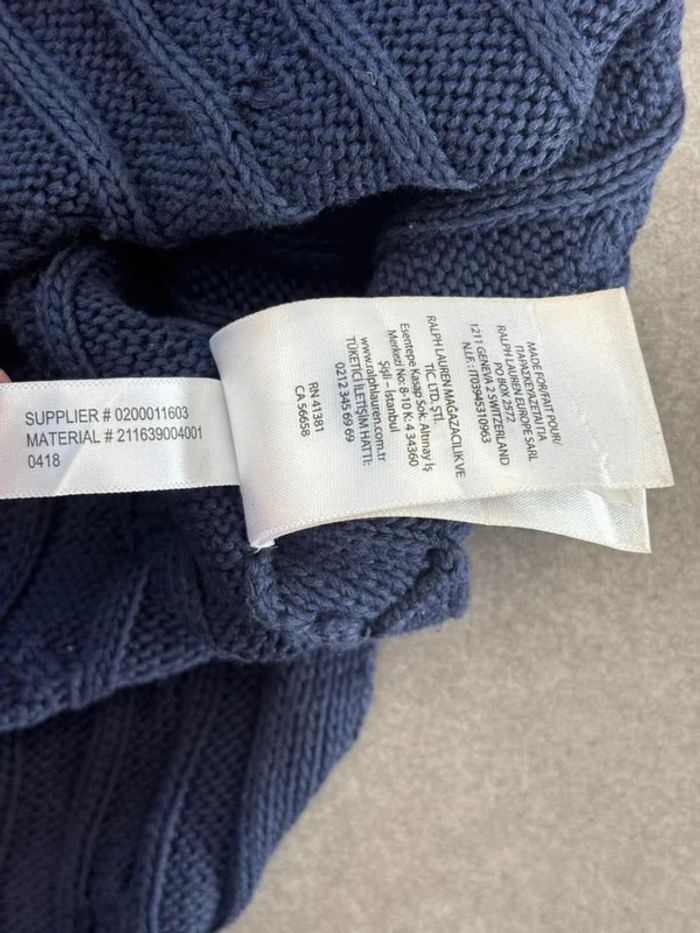 SUPPLIER # 0200011603
MATERIAL # 211639004001
0418
MADE FOR/FAIT POUR/
ΠΑΡΑΣΚΕΥΑΖΕΤΑΙ ΓΙΑ
RALPH LAUREN EUROPE SARL
PO BOX 2572
1211 GENEVA 2 SWITZERLAND
N.I.F.: IT03945310963
RALPH LAUREN MAĞAZACILIK VE
TİC. LTD. ŞTİ.
Esentepe Kasap Sok. Altınay İş
Merkezi No: 8-10 K: 4 34360
Şişli – İstanbul
www.ralphlauren.com.tr
TÜKETİCİ İLETİŞİM HATTI:
0212 345 69 69
RN 41381
CA 56658